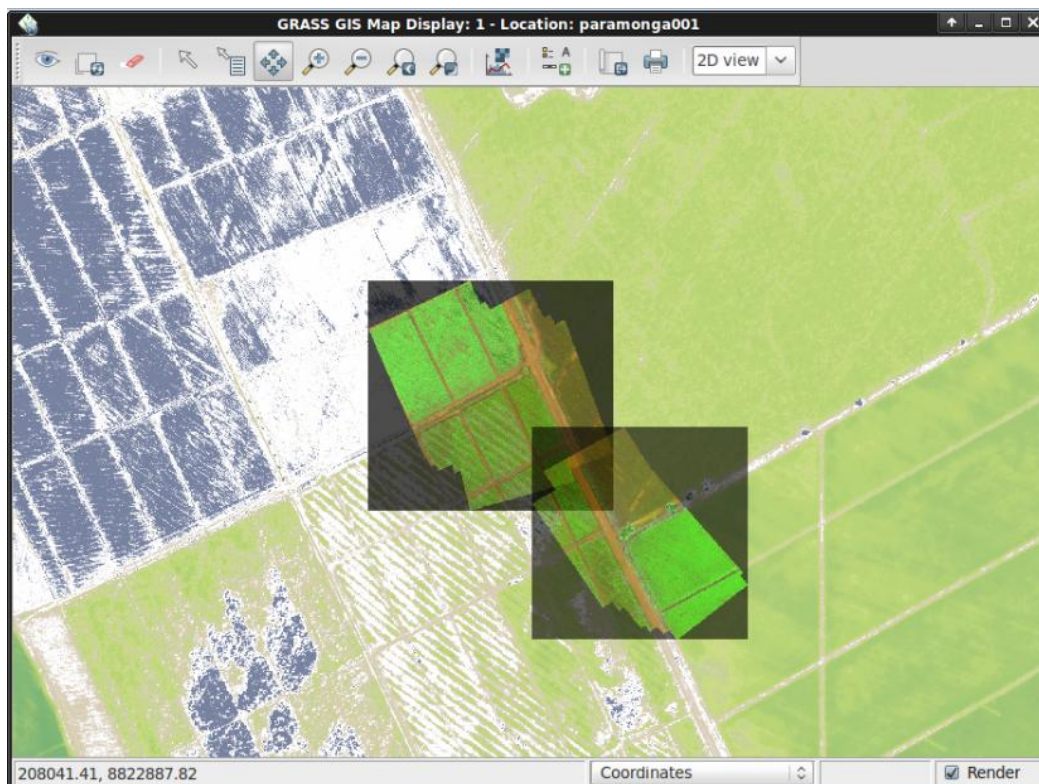 GRASS GIS Map Display: 1 - Location: paramonga001
2D view
208041.41, 8822887.82
Coordinates
Render